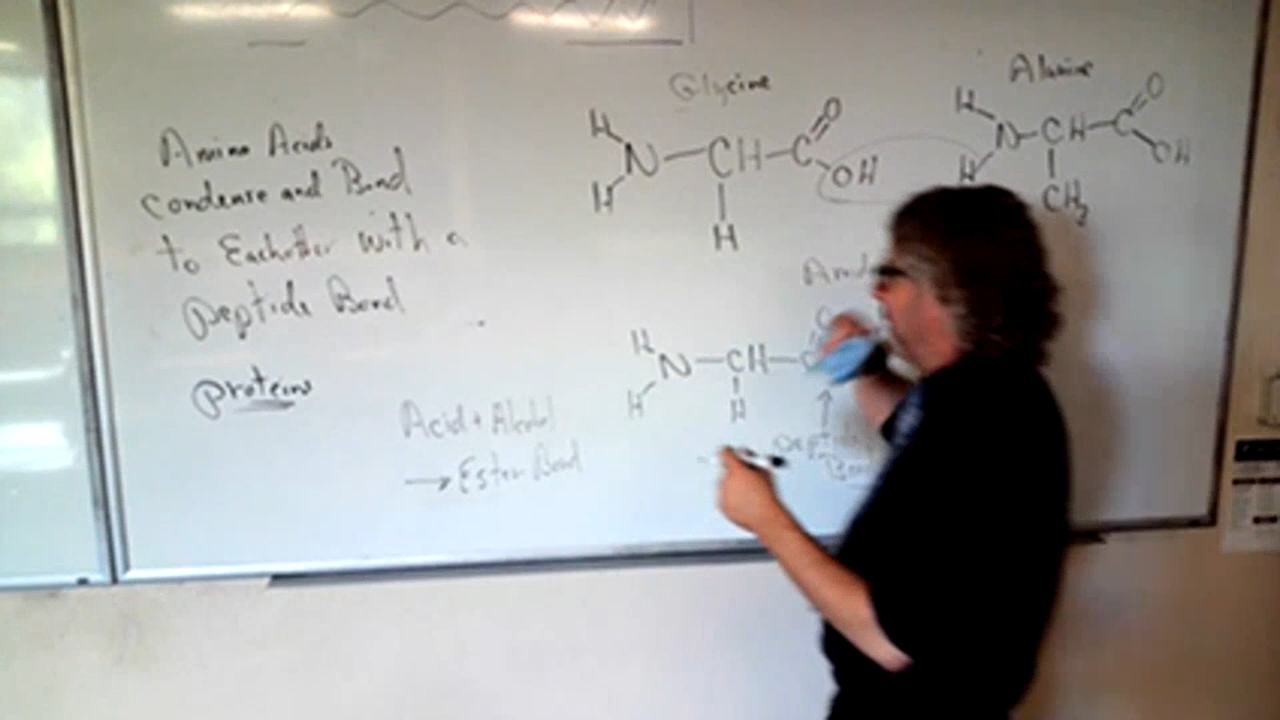 Amino Acids
condense and Bond
to Eachother with a
peptide Bond
proteins
Acid + Alcohol
→ Ester Bond
Glycine
H
N — CH — C = O
H
OH
H
Alanine
H
N — CH — C = O
H
OH
CH3
H
N — CH —
H
H
Bond